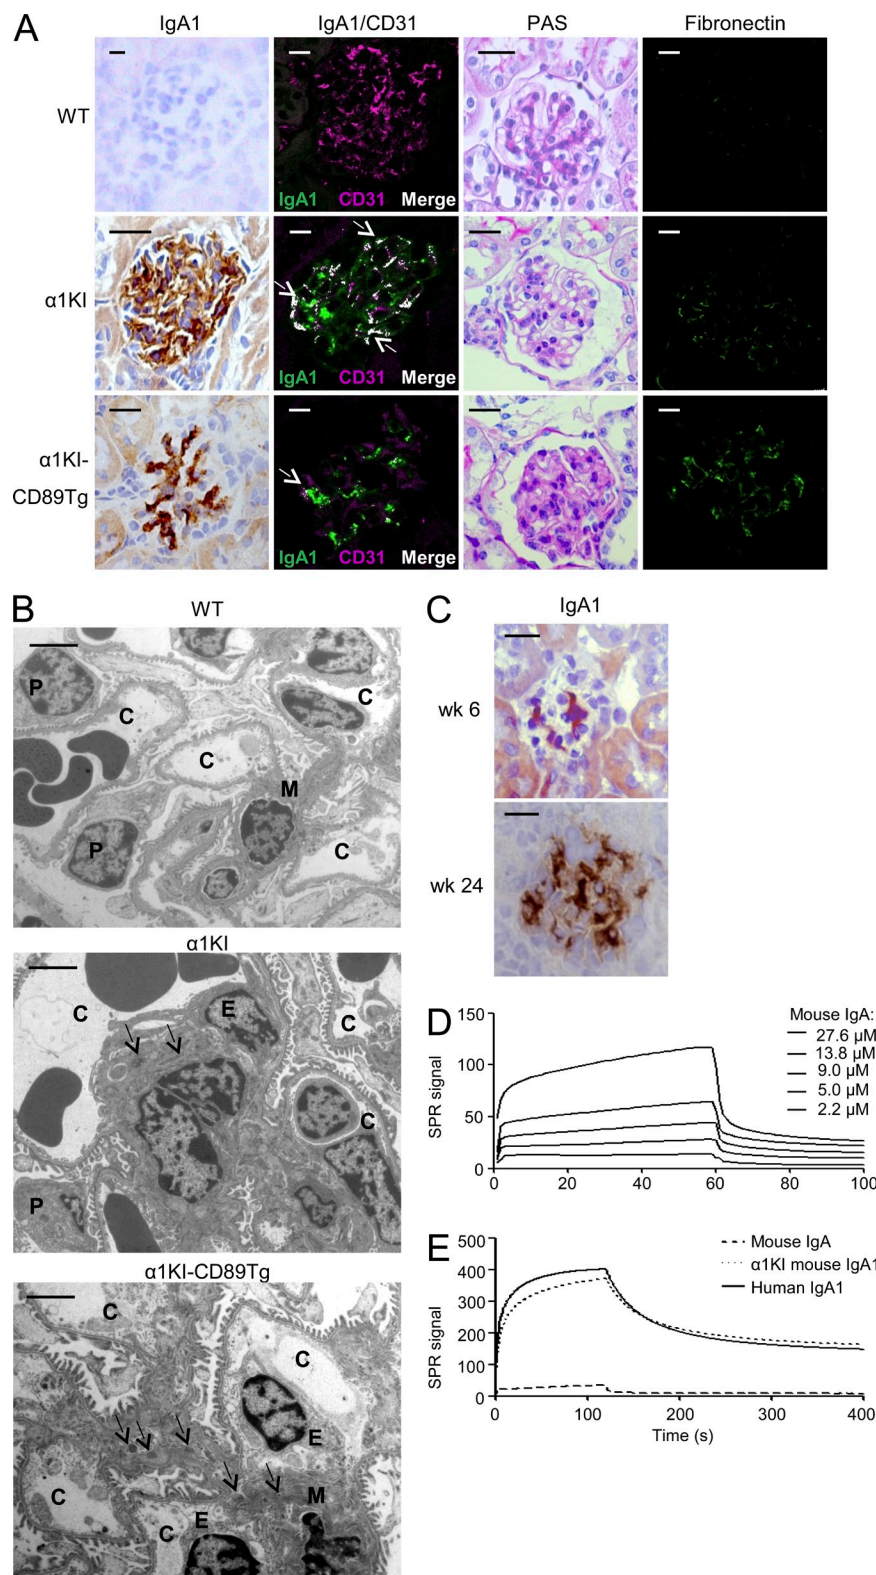 A
IgA1 IgA1/CD31 PAS Fibronectin
WT
IgA1 CD31 Merge
α1KI
IgA1 CD31 Merge
α1KI-
CD89Tg
IgA1 CD31 Merge
B
WT
P
C
C
C
M
P
C
α1KI
C
E
C
C
P
α1KI-CD89Tg
C
C
E
C
M
E
C
C
IgA1
wk 6
wk 24
D
150
100
50
0
SPR signal
0 20 40 60 80 100
Mouse IgA:
27.6 µM
13.8 µM
9.0 µM
5.0 µM
2.2 µM
E
500
400
300
200
100
0
SPR signal
0 100 200 300 400
Time (s)
Mouse IgA
α1KI mouse IgA1
Human IgA1